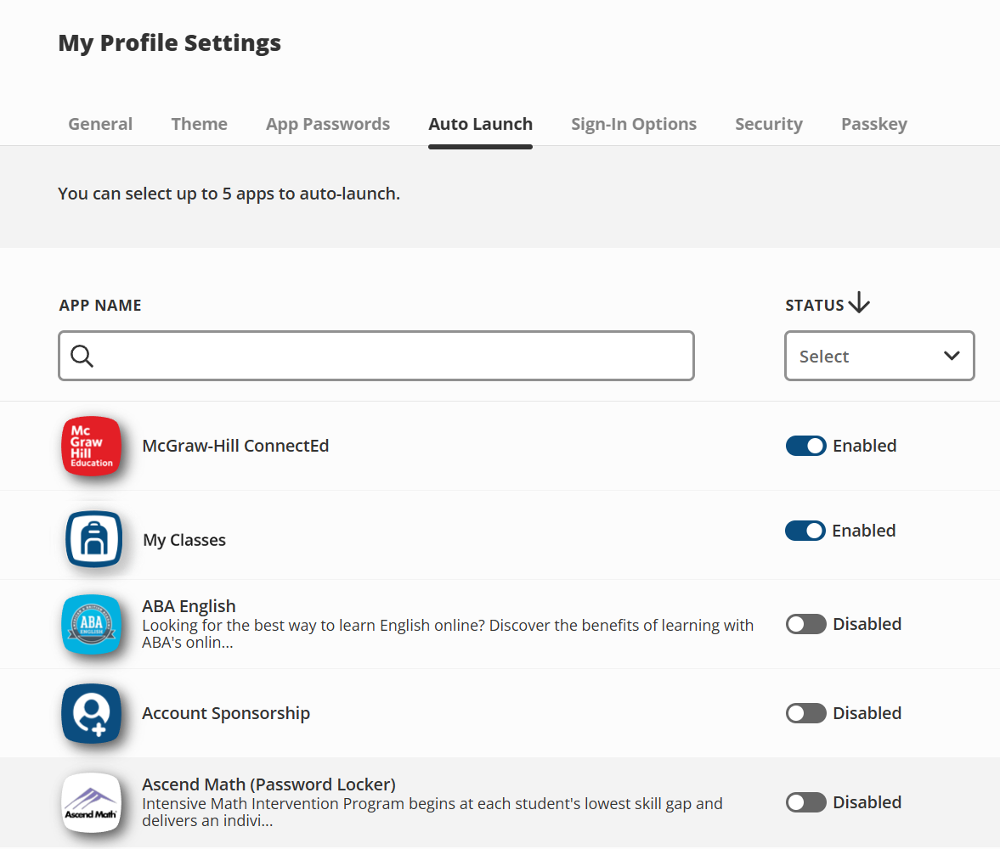 My Profile Settings
General Theme App Passwords Auto Launch Sign-In Options Security Passkey
You can select up to 5 apps to auto-launch.
APP NAME STATUS
Select
Mc
Graw
Hill
Education
McGraw-Hill ConnectEd Enabled
My Classes Enabled
ABA
ENGLISH
ABA English
Looking for the best way to learn English online? Discover the benefits of learning with
ABA's onlin...
Disabled
Account Sponsorship Disabled
Ascend Math
Ascend Math (Password Locker)
Intensive Math Intervention Program begins at each student's lowest skill gap and
delivers an indivi...
Disabled